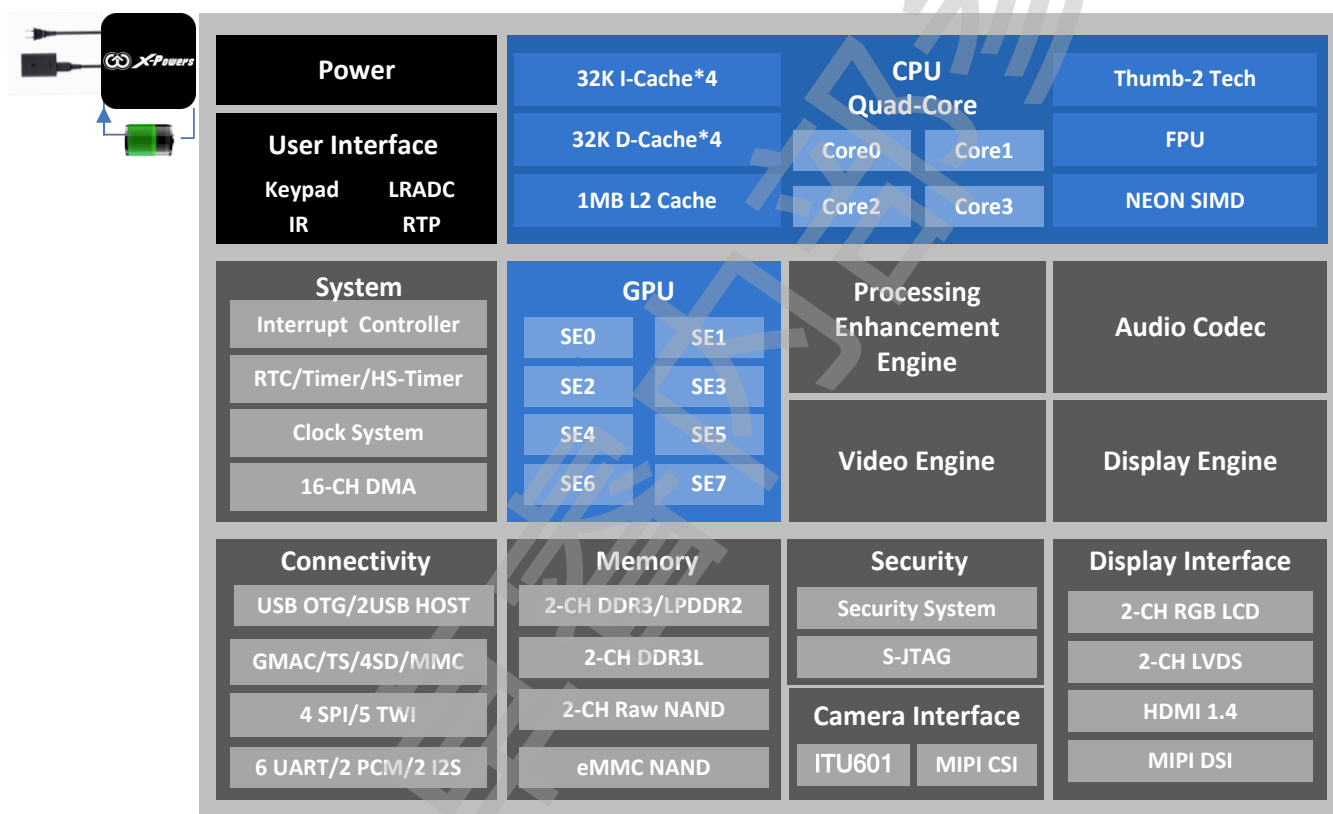 X-Powers
Power
User Interface
Keypad LRADC
IR RTP
32K I-Cache*4
32K D-Cache*4
1MB L2 Cache
CPU
Quad-Core
Core0 Core1
Core2 Core3
Thumb-2 Tech
FPU
NEON SIMD
System
Interrupt Controller
RTC/Timer/HS-Timer
Clock System
16-CH DMA
GPU
SE0 SE1
SE2 SE3
SE4 SE5
SE6 SE7
Processing
Enhancement
Engine
Audio Codec
Video Engine
Display Engine
Connectivity
USB OTG/2USB HOST
GMAC/TS/4SD/MMC
4 SPI/5 TWI
6 UART/2 PCM/2 I2S
Memory
2-CH DDR3/LPDDR2
2-CH DDR3L
2-CH Raw NAND
eMMC NAND
Security
Security System
S-JTAG
Camera Interface
ITU601 MIPI CSI
Display Interface
2-CH RGB LCD
2-CH LVDS
HDMI 1.4
MIPI DSI